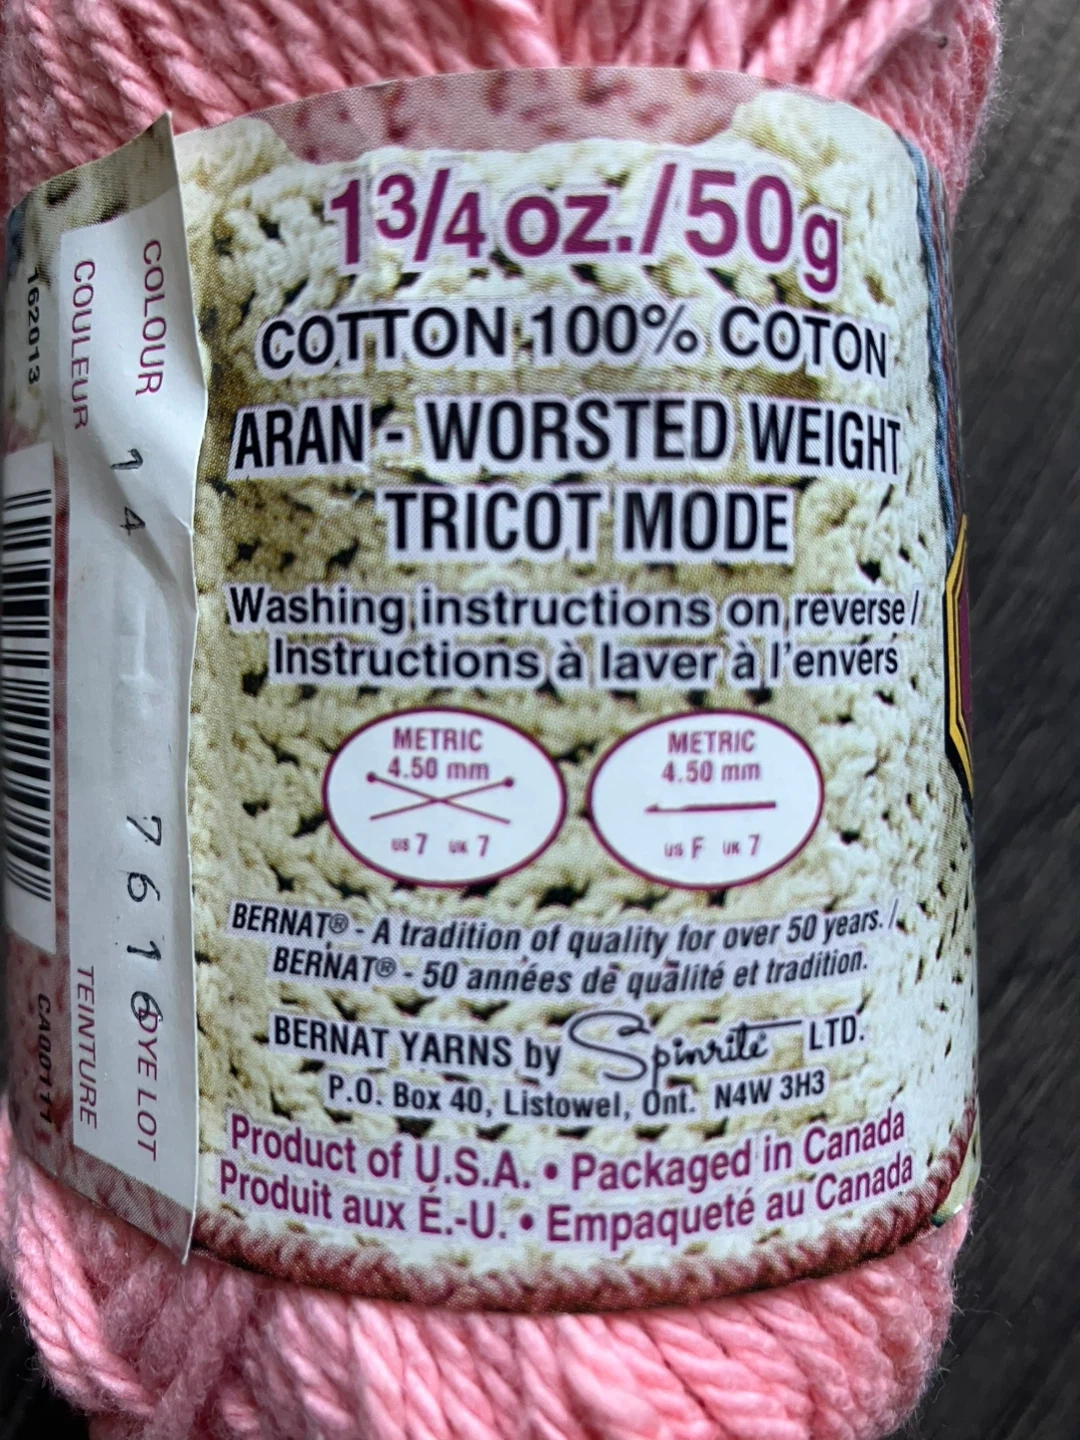 1 3/4 oz./50g
COTTON 100% COTON
ARAN - WORSTED WEIGHT
TRICOT MODE
Washing instructions on reverse /
Instructions à laver à l'envers
METRIC
4.50 mm
US 7 UK 7
METRIC
4.50 mm
US F UK 7
BERNAT® - A tradition of quality for over 50 years. /
BERNAT® - 50 années de qualité et tradition.
BERNAT YARNS by Spinrite LTD.
P.O. Box 40, Listowel, Ont. N4W 3H3
Product of U.S.A. • Packaged in Canada
Produit aux É.-U. • Empaqueté au Canada
COLOUR
COULEUR
14
7616
DYE LOT
TEINTURE
162013